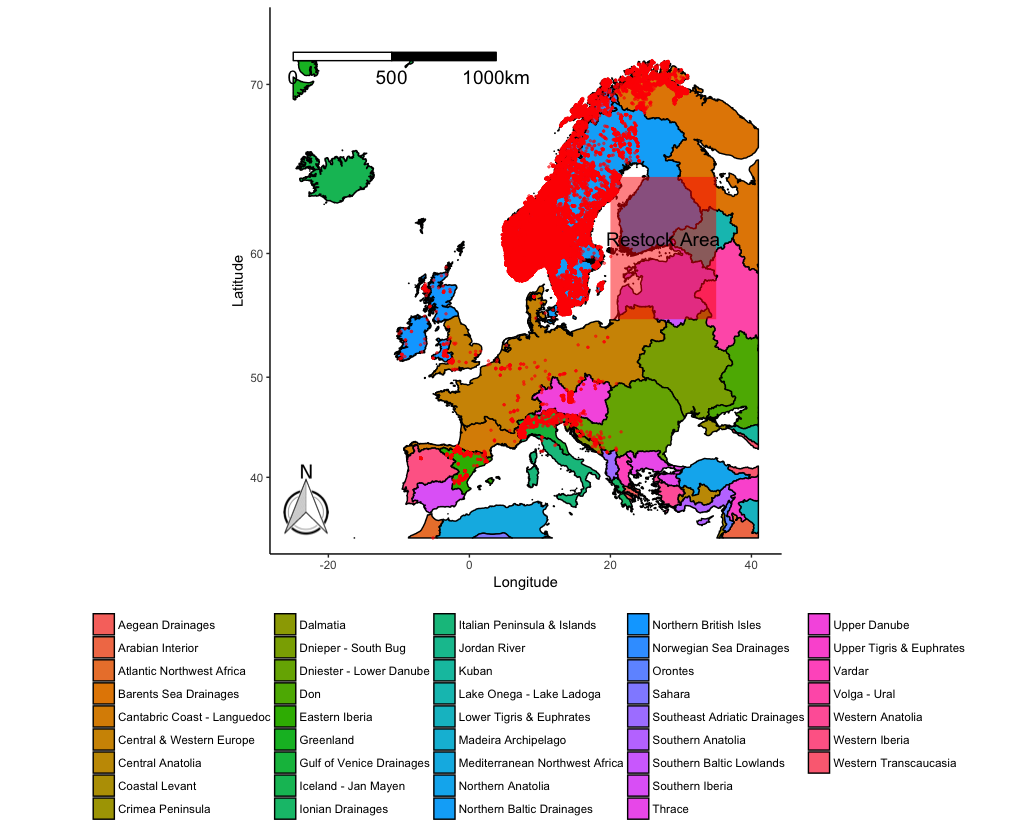 0 500 1000km
70
60
50
40
Latitude
Restock Area
N
-20 0 20 40
Longitude
Aegean Drainages
Arabian Interior
Atlantic Northwest Africa
Barents Sea Drainages
Cantabric Coast - Languedoc
Central & Western Europe
Central Anatolia
Coastal Levant
Crimea Peninsula
Dalmatia
Dnieper - South Bug
Dniester - Lower Danube
Don
Eastern Iberia
Greenland
Gulf of Venice Drainages
Iceland - Jan Mayen
Ionian Drainages
Italian Peninsula & Islands
Jordan River
Kuban
Lake Onega - Lake Ladoga
Lower Tigris & Euphrates
Madeira Archipelago
Mediterranean Northwest Africa
Northern Anatolia
Northern Baltic Drainages
Northern British Isles
Norwegian Sea Drainages
Orontes
Sahara
Southeast Adriatic Drainages
Southern Anatolia
Southern Baltic Lowlands
Southern Iberia
Thrace
Upper Danube
Upper Tigris & Euphrates
Vardar
Volga - Ural
Western Anatolia
Western Iberia
Western Transcaucasia